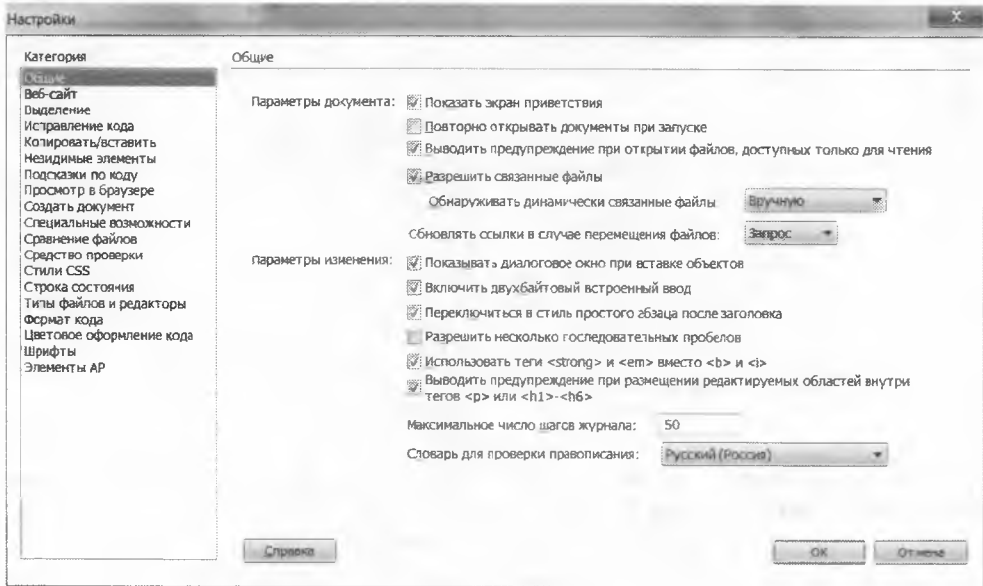 Настройки
x
Категория
Общие
Веб-сайт
Выделение
Исправление кода
Копировать/вставить
Незидимые элементы
Подсказки по коду
Просмотр в браузере
Создать документ
Специальные возможности
Сравнение файлов
Средство проверки
Стили CSS
Строка состояния
Типы файлов и редакторы
Формат кода
Цветовое оформление кода
Шрифты
Элементы AP
Общие
Параметры документа:
Показать экран приветствия
Повторно открывать документы при запуске
Выводить предупреждение при открытии файлов, доступных только для чтения
Разрешить связанные файлы
Обнаруживать динамически связанные файлы
Вручную
Обновлять ссылки в случае перемещения файлов:
Запрос
Параметры изменения:
Показывать диалоговое окно при вставке объектов
Включить двухбайтовый встроенный ввод
Переключиться в стиль простого абзаца после заголовка
Разрешить несколько последовательных пробелов
Использовать теги <strong> и <em> вместо <b> и <i>
Выводить предупреждение при размещении редактируемых областей внутри
тегов <p> или <h1>-<h6>
Максимальное число шагов журнала:
50
Словарь для проверки правописания:
Русский (Россия)
Справка
OK
Отмена